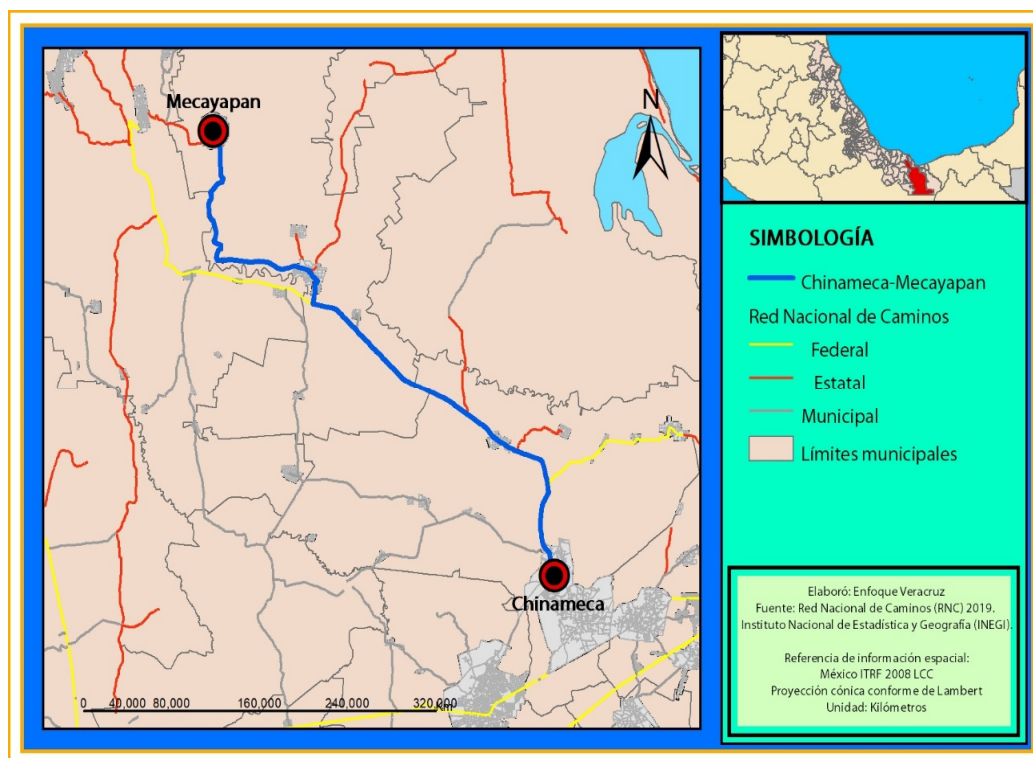 Mecayapan
N
Chinameca
0 40,000 80,000 160,000 240,000 320,000
Km
SIMBOLOGÍA
Chinameca-Mecayapan
Red Nacional de Caminos
Federal
Estatal
Municipal
Límites municipales
Elaboró: Enfoque Veracruz
Fuente: Red Nacional de Caminos (RNC) 2019.
Instituto Nacional de Estadística y Geografía (INEGI).
Referencia de información espacial:
México ITRF 2008 LCC
Proyección cónica conforme de Lambert
Unidad: Kilómetros